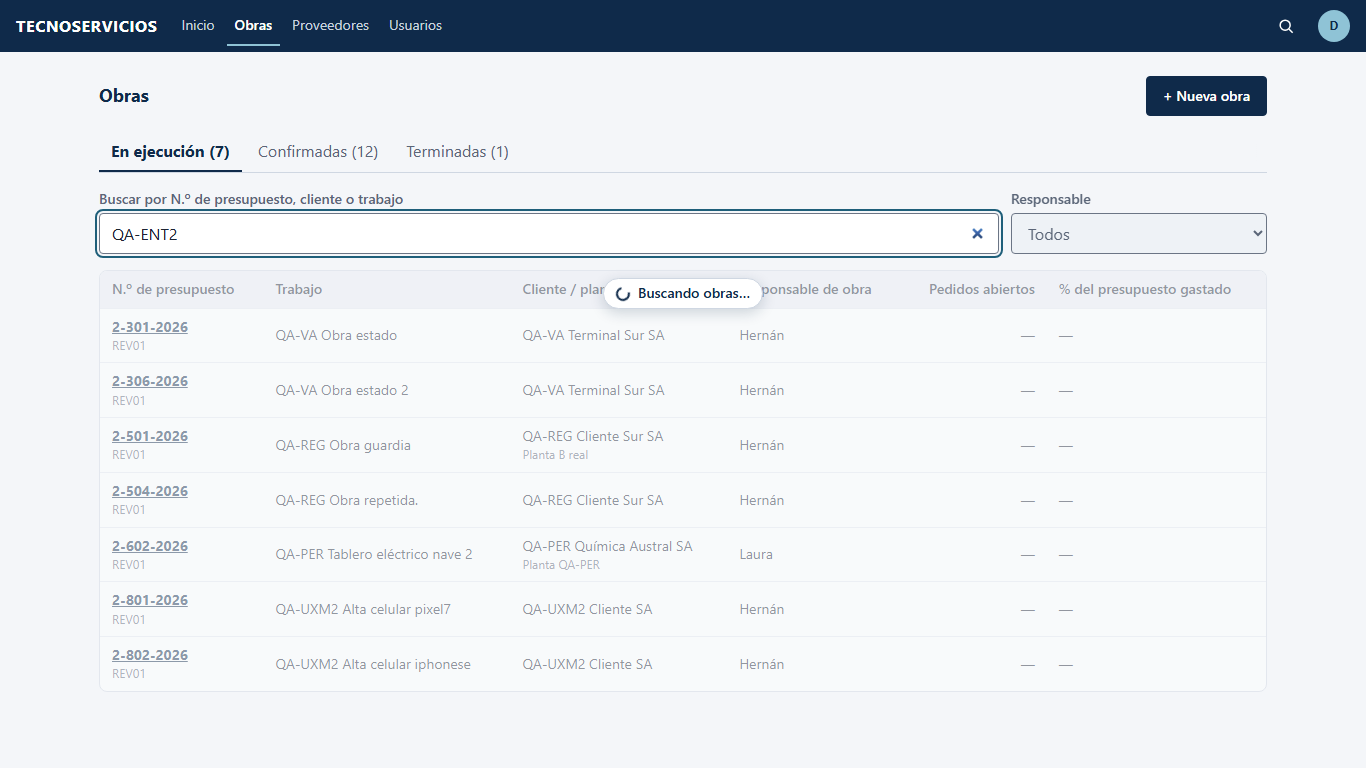 TECNOSERVICIOS Inicio Obras Proveedores Usuarios D
Obras
+ Nueva obra
En ejecución (7) Confirmadas (12) Terminadas (1)
Buscar por N.º de presupuesto, cliente o trabajo Responsable
QA-ENT2 Todos
Buscando obras...
N.º de presupuesto Trabajo Cliente / de obra Pedidos abiertos % del presupuesto gastado
2-301-2026 QA-VA Obra estado QA-VA Terminal Sur SA Hernán — —
REV01
2-306-2026 QA-VA Obra estado 2 QA-VA Terminal Sur SA Hernán — —
REV01
2-501-2026 QA-REG Obra guardia QA-REG Cliente Sur SA Hernán — —
REV01 Planta B real
2-504-2026 QA-REG Obra repetida. QA-REG Cliente Sur SA Hernán — —
REV01
2-602-2026 QA-PER Tablero eléctrico nave 2 QA-PER Química Austral SA Laura — —
REV01 Planta QA-PER
2-801-2026 QA-UXM2 Alta celular pixel7 QA-UXM2 Cliente SA Hernán — —
REV01
2-802-2026 QA-UXM2 Alta celular iphonese QA-UXM2 Cliente SA Hernán — —
REV01